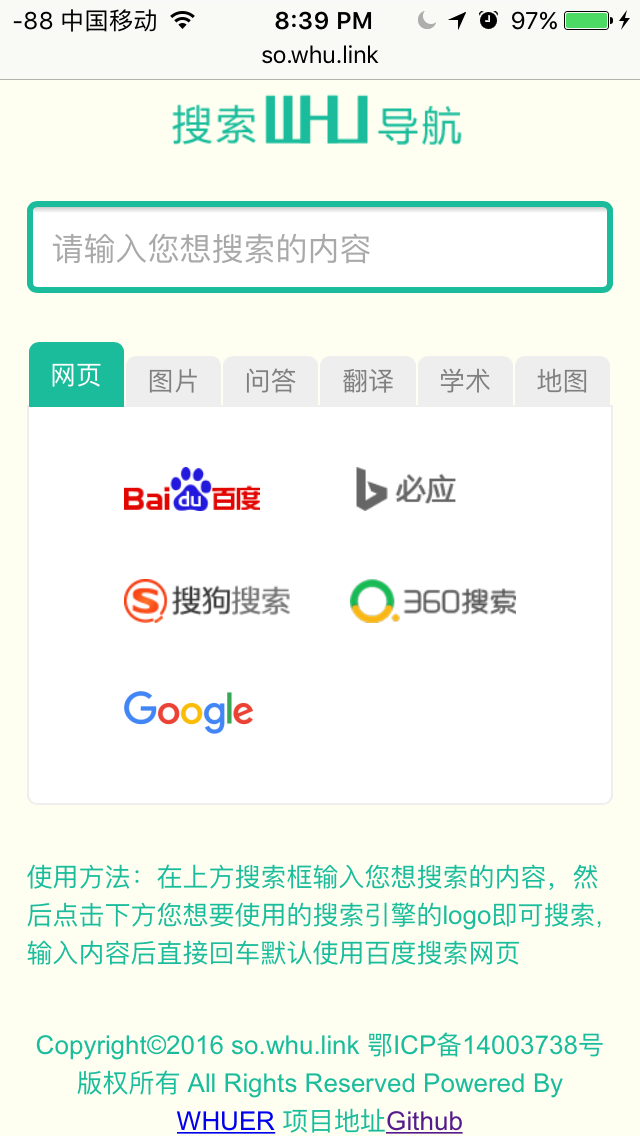 -88 中国移动 8:39 PM 97%
so.whu.link
搜索WHU导航
请输入您想搜索的内容
网页 图片 问答 翻译 学术 地图
Bai du 百度 必应
搜狗搜索 360搜索
Google
使用方法：在上方搜索框输入您想搜索的内容，然
后点击下方您想要使用的搜索引擎的logo即可搜索,
输入内容后直接回车默认使用百度搜索网页
Copyright©2016 so.whu.link 鄂ICP备14003738号
版权所有 All Rights Reserved Powered By
WHUER 项目地址Github